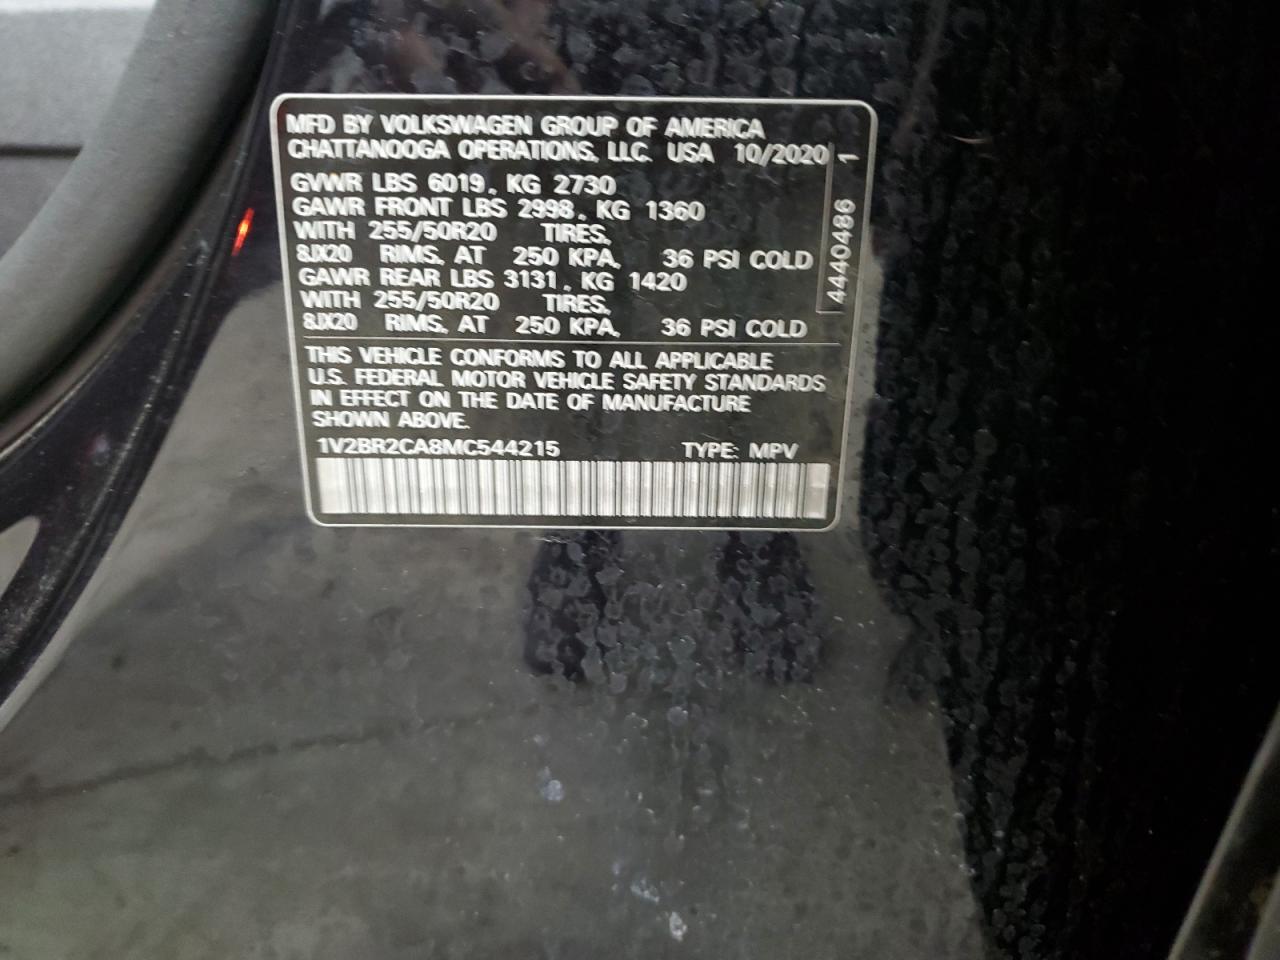 MFD BY VOLKSWAGEN GROUP OF AMERICA
CHATTANOOGA OPERATIONS, LLC. USA 10/2020
GVWR LBS 6019, KG 2730
GAWR FRONT LBS 2998, KG 1360
WITH 255/50R20 TIRES,
8JX20 RIMS, AT 250 KPA, 36 PSI COLD
GAWR REAR LBS 3131, KG 1420
WITH 255/50R20 TIRES,
8JX20 RIMS, AT 250 KPA, 36 PSI COLD
THIS VEHICLE CONFORMS TO ALL APPLICABLE
U.S. FEDERAL MOTOR VEHICLE SAFETY STANDARDS
IN EFFECT ON THE DATE OF MANUFACTURE
SHOWN ABOVE.
1V2BR2CA8MC544215 TYPE: MPV
4440486 1